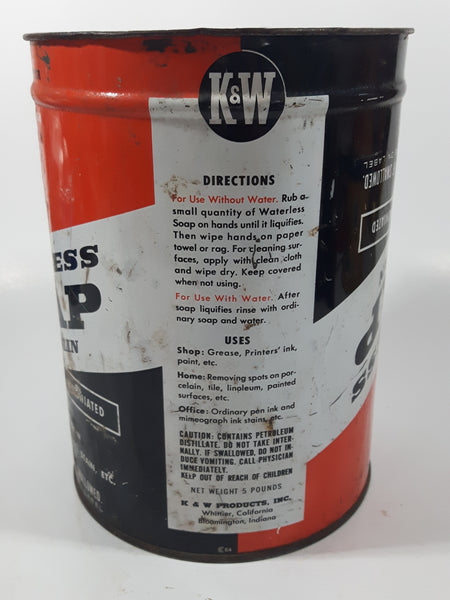 K&W
DIRECTIONS
For Use Without Water. Rub a
small quantity of Waterless
Soap on hands until it liquifies.
Then wipe hands on paper
towel or rag. For cleaning sur-
faces, apply with clean cloth
and wipe dry. Keep covered
when not using.
For Use With Water. After
soap liquifies rinse with ordi-
nary soap and water.
USES
Shop: Grease, Printers' ink,
paint, etc.
Home: Removing spots on por-
celain, tile, linoleum, painted
surfaces, etc.
Office: Ordinary pen ink and
mimeograph ink stains, etc.
CAUTION: CONTAINS PETROLEUM
DISTILLATE. DO NOT TAKE INTER-
NALLY. IF SWALLOWED, DO NOT IN-
DUCE VOMITING. CALL PHYSICIAN
IMMEDIATELY.
KEEP OUT OF REACH OF CHILDREN
NET WEIGHT 5 POUNDS
K & W PRODUCTS, INC.
Whittier, California
Bloomington, Indiana
ESS
AP
IN
IATED
ETC.
SWALLOWED.
LABEL
SS